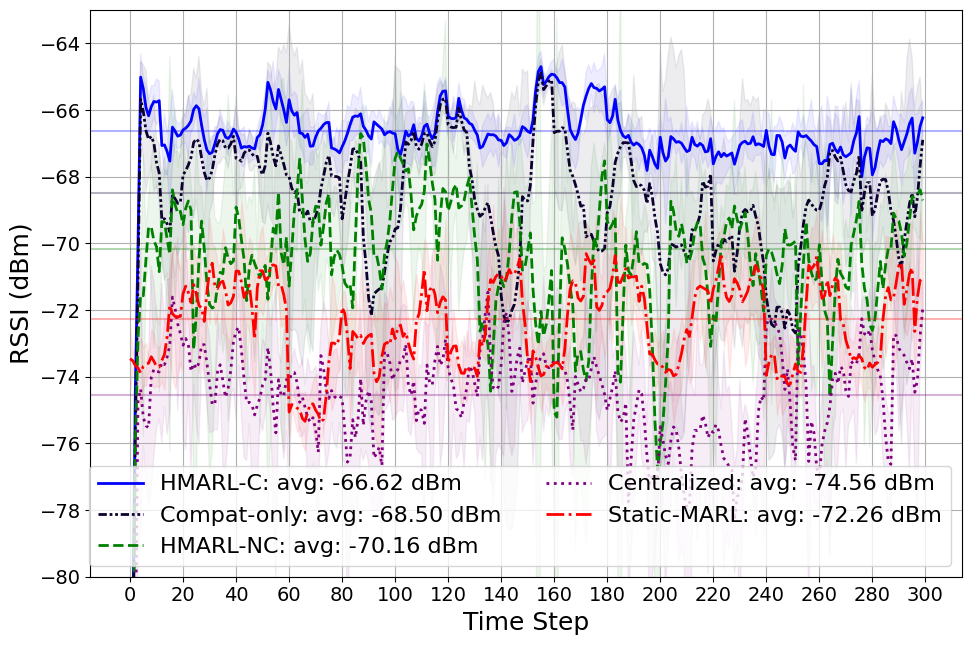 −64
−66
−68
−70
−72
−74
−76
−78
−80
RSSI (dBm)
HMARL-C: avg: -66.62 dBm
Compat-only: avg: -68.50 dBm
HMARL-NC: avg: -70.16 dBm
Centralized: avg: -74.56 dBm
Static-MARL: avg: -72.26 dBm
0 20 40 60 80 100 120 140 160 180 200 220 240 260 280 300
Time Step